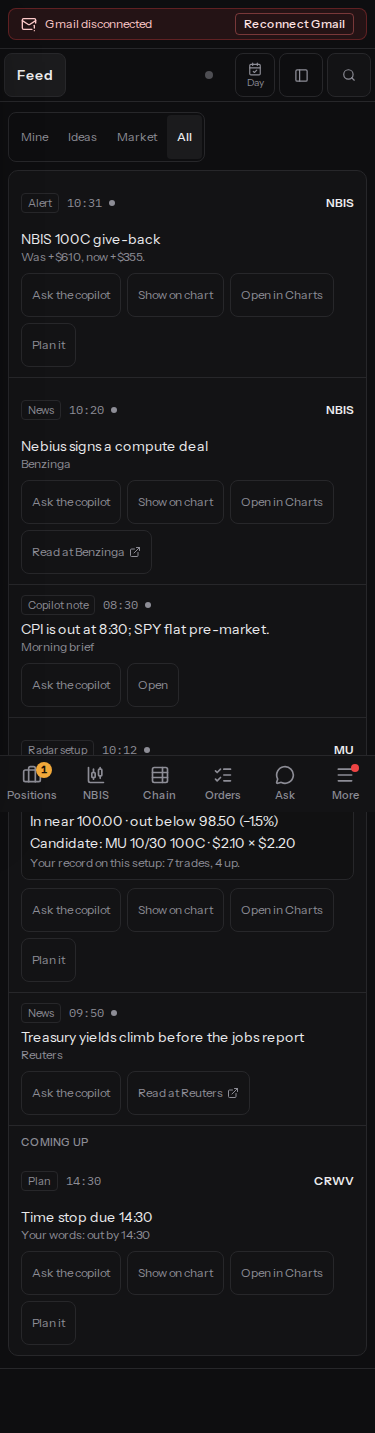 Gmail disconnected
Reconnect Gmail
Feed
Day
Mine Ideas Market All
Alert 10:31 NBIS
NBIS 100C give-back
Was +$610, now +$355.
Ask the copilot Show on chart Open in Charts
Plan it
News 10:20 NBIS
Nebius signs a compute deal
Benzinga
Ask the copilot Show on chart Open in Charts
Read at Benzinga
Copilot note 08:30
CPI is out at 8:30; SPY flat pre-market.
Morning brief
Ask the copilot Open
Radar setup 10:12 MU
1
Positions NBIS Chain Orders Ask More
In near 100.00 · out below 98.50 (-1.5%)
Candidate: MU 10/30 100C · $2.10 × $2.20
Your record on this setup: 7 trades, 4 up.
Ask the copilot Show on chart Open in Charts
Plan it
News 09:50
Treasury yields climb before the jobs report
Reuters
Ask the copilot Read at Reuters
COMING UP
Plan 14:30 CRWV
Time stop due 14:30
Your words: out by 14:30
Ask the copilot Show on chart Open in Charts
Plan it